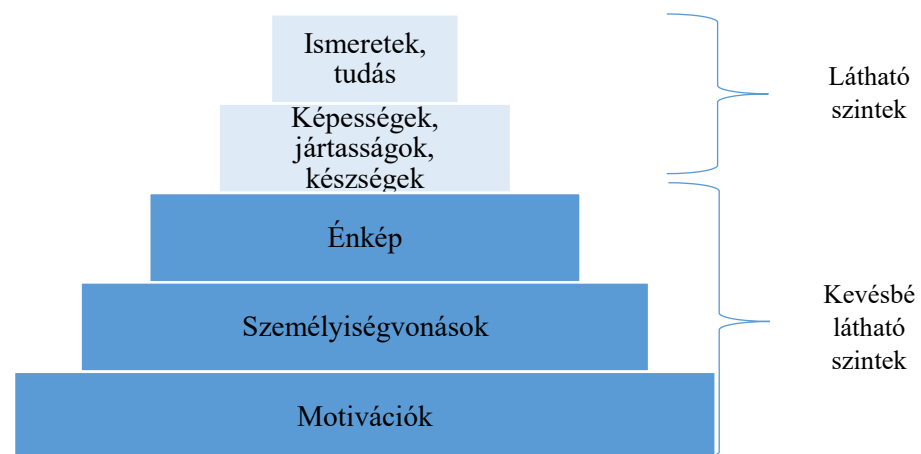 Ismeretek,
tudás
Képességek,
jártasságok,
készségek
Énkép
Személyiségvonások
Motivációk
Látható
szintek
Kevésbé
látható
szintek